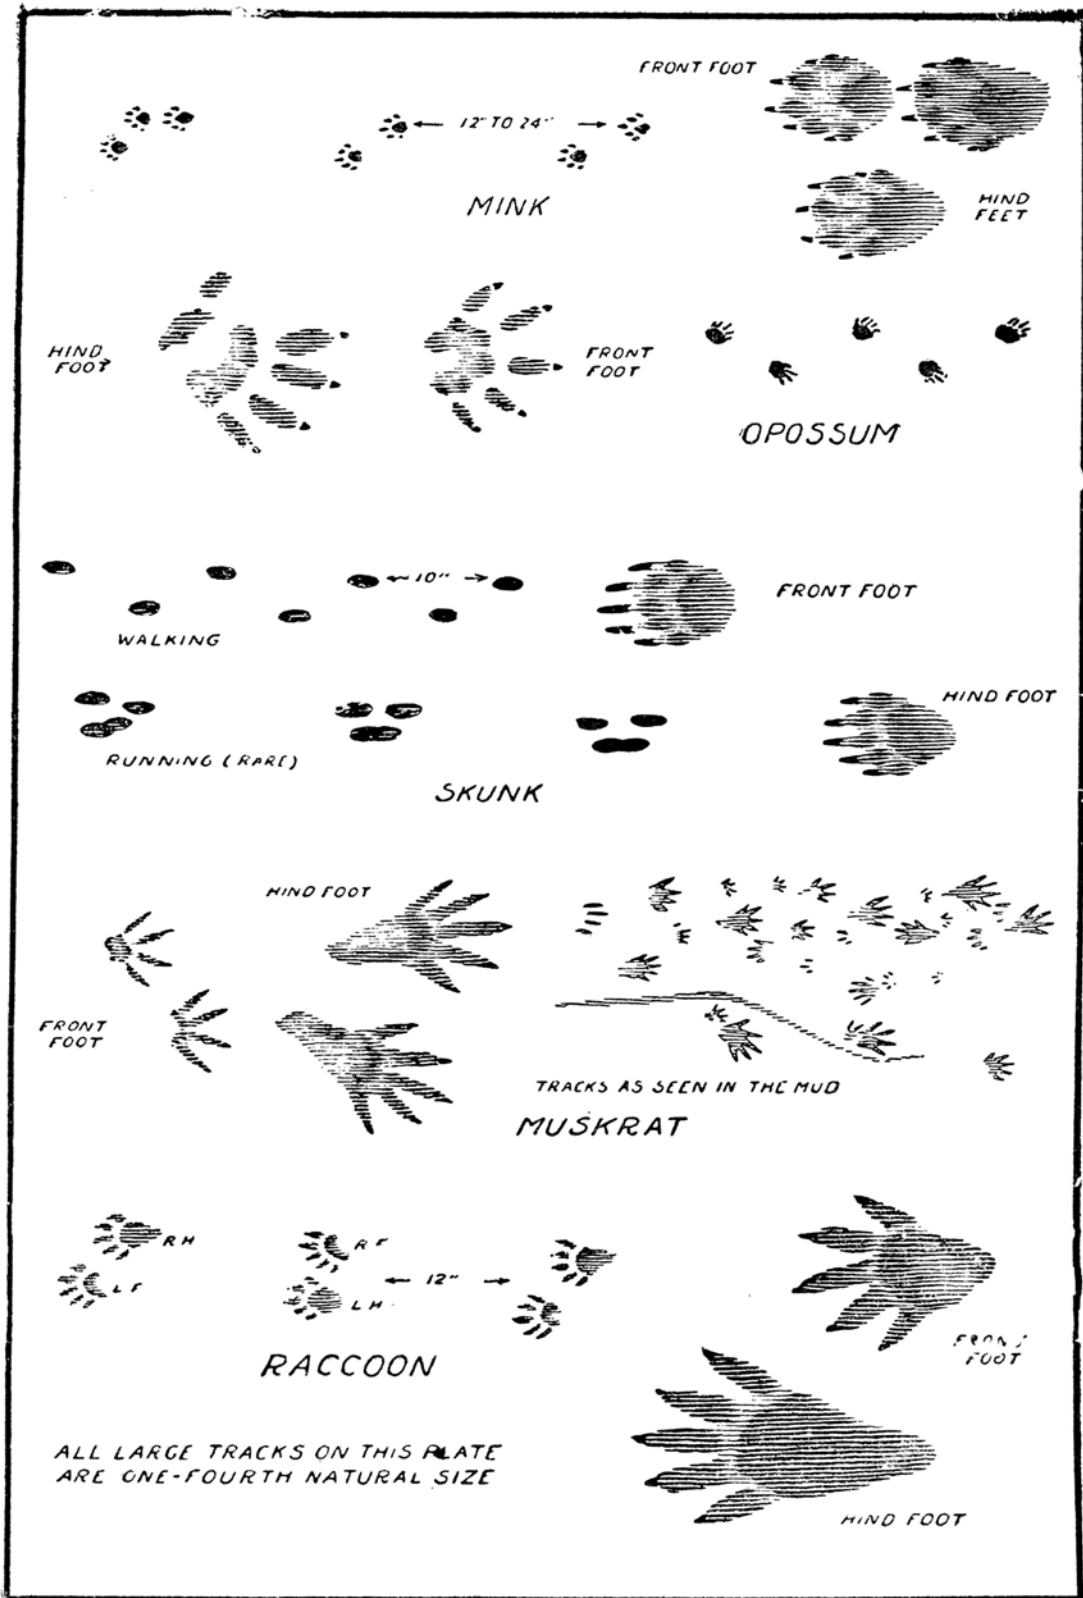 FRONT FOOT
12" TO 24"
MINK
HIND
FEET
HIND
FOOT
FRONT
FOOT
OPOSSUM
10"
FRONT FOOT
WALKING
HIND FOOT
RUNNING (RARE)
SKUNK
HIND FOOT
FRONT
FOOT
TRACKS AS SEEN IN THE MUD
MUSKRAT
RH
RF
LF
12"
LH
FRONT
FOOT
RACCOON
ALL LARGE TRACKS ON THIS PLATE
ARE ONE-FOURTH NATURAL SIZE
HIND FOOT